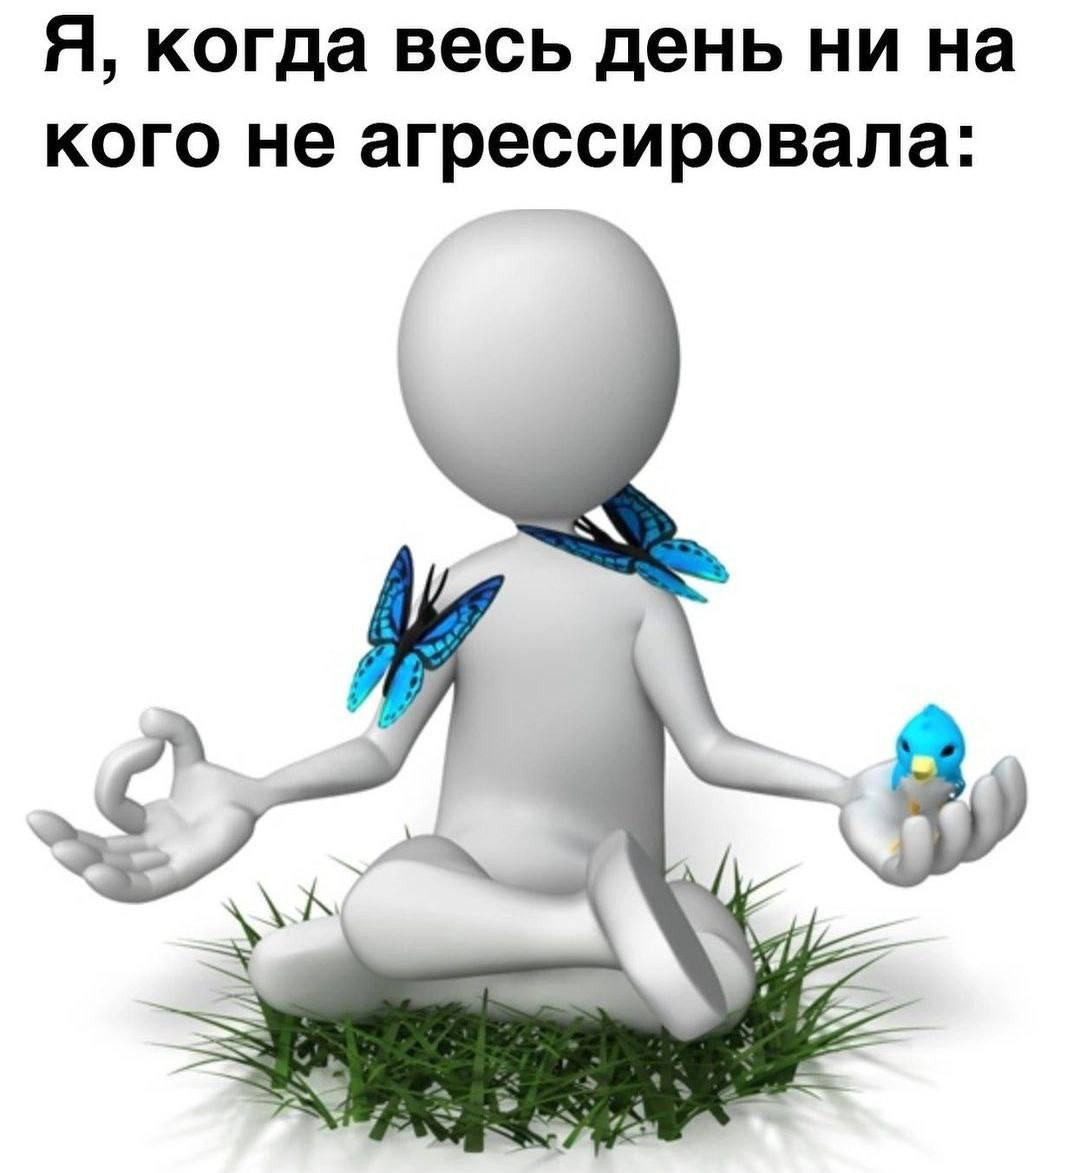 Я, когда весь день ни на
кого не агрессировала: